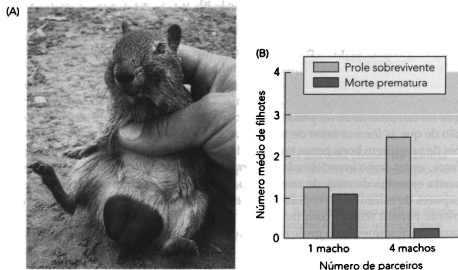 (A)
(B)
Prole sobrevivente
Morte prematura
Número médio de filhotes
4
3
2
1
0
1 macho
4 machos
Número de parceiros